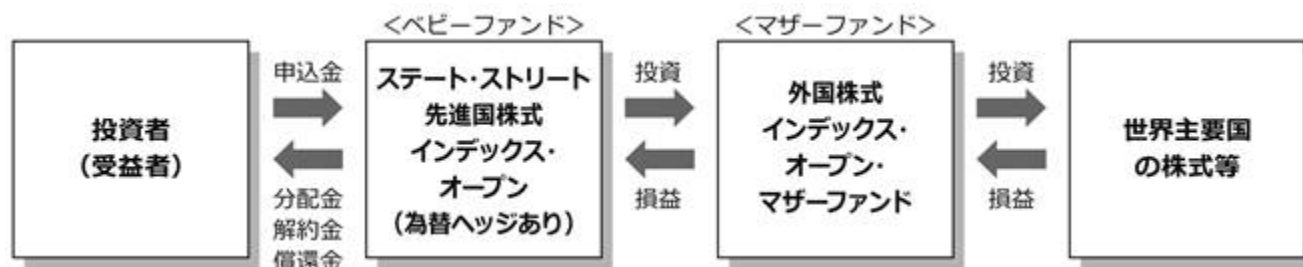 <ベビーファンド>
<マザーファンド>
投資者
(受益者)
申込金
分配金
解約金
償還金
ステート・ストリート
先進国株式
インデックス・
オープン
(為替ヘッジあり)
投資
損益
外国株式
インデックス・
オープン・
マザーファンド
投資
損益
世界主要国
の株式等